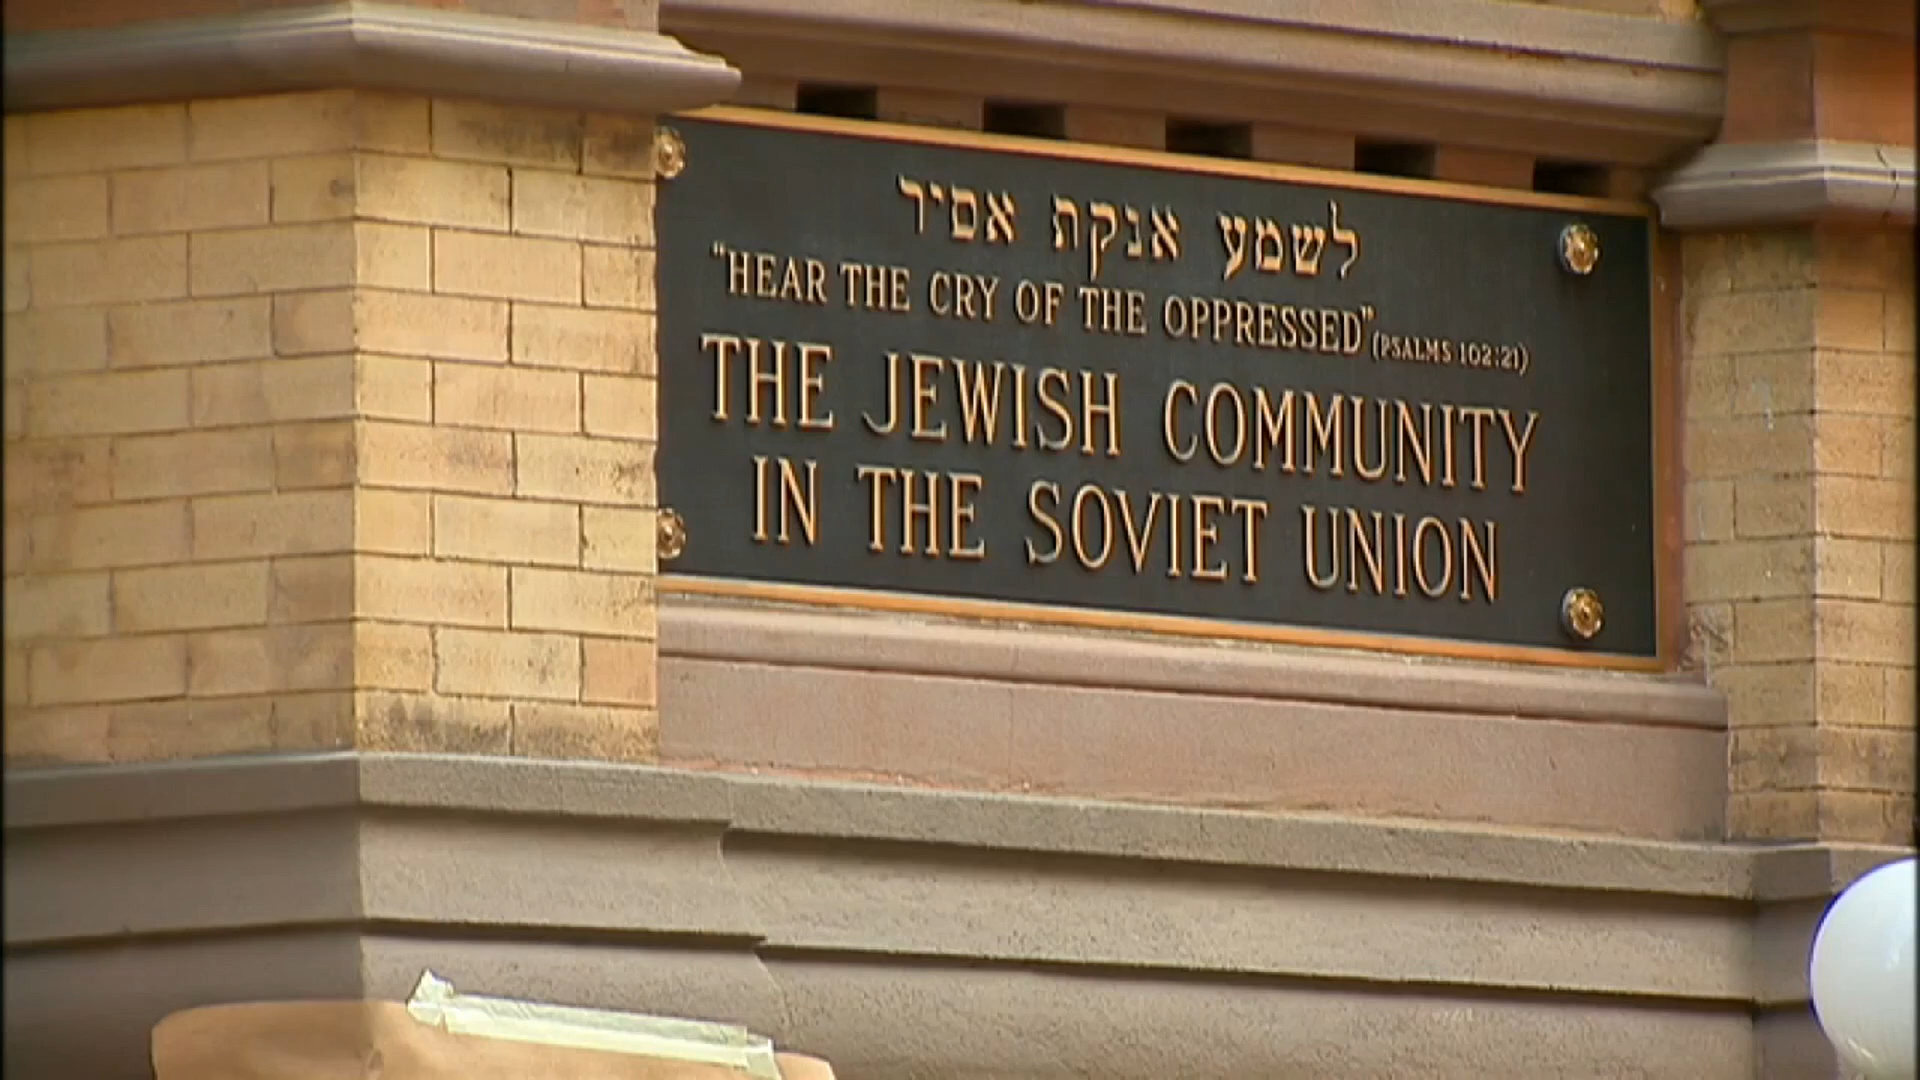 לשמע אנקת אסיר
"HEAR THE CRY OF THE OPPRESSED" (PSALMS 102:21)
THE JEWISH COMMUNITY
IN THE SOVIET UNION